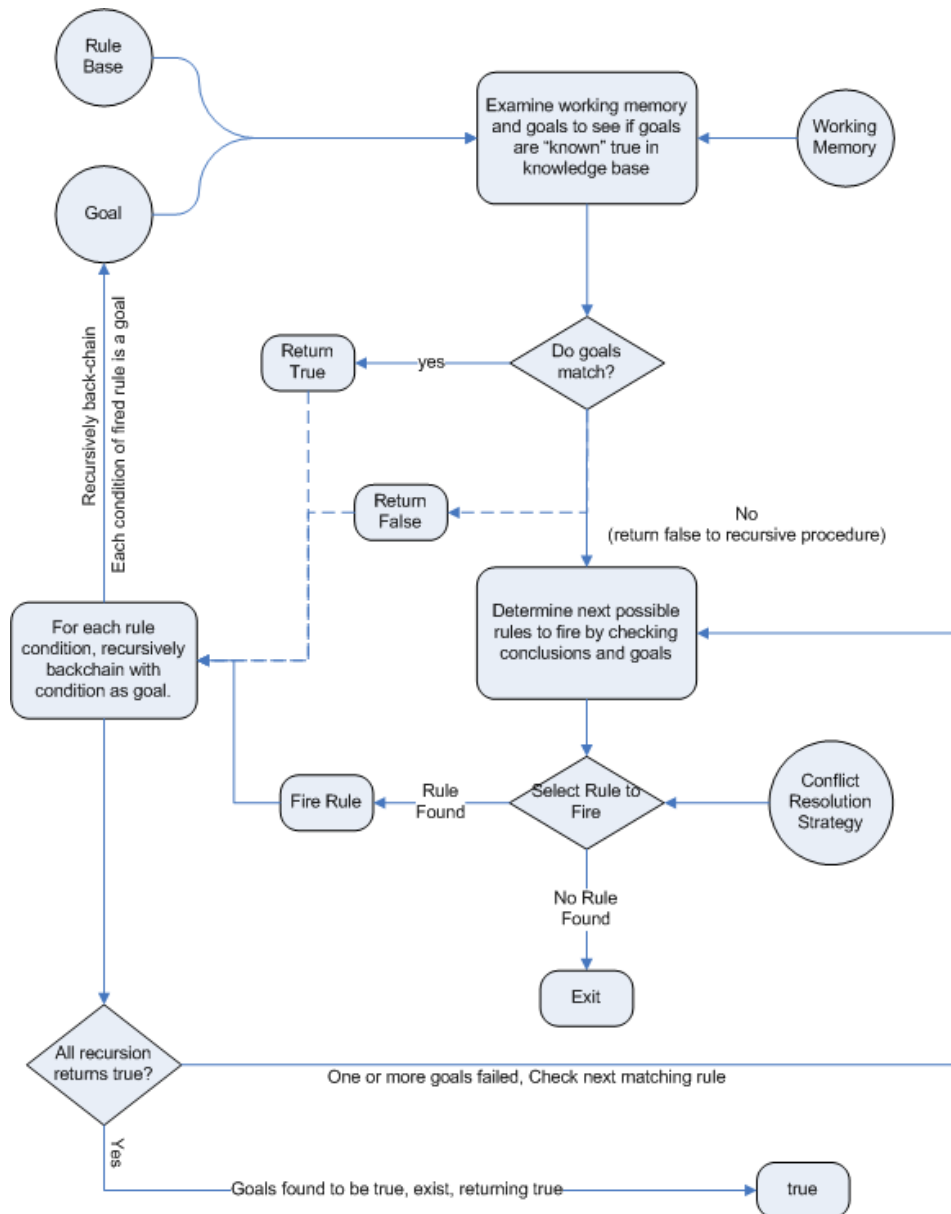 Rule
Base
Examine working memory
and goals to see if goals
are “known” true in
knowledge base
Working
Memory
Goal
Recursively back-chain
Each condition of fired rule is a goal
Return
True
yes
Do goals
match?
Return
False
No
(return false to recursive procedure)
For each rule
condition, recursively
backchain with
condition as goal.
Determine next possible
rules to fire by checking
conclusions and goals
Fire Rule
Rule
Found
Select Rule to
Fire
Conflict
Resolution
Strategy
No Rule
Found
Exit
All recursion
returns true?
One or more goals failed, Check next matching rule
Yes
Goals found to be true, exist, returning true
true